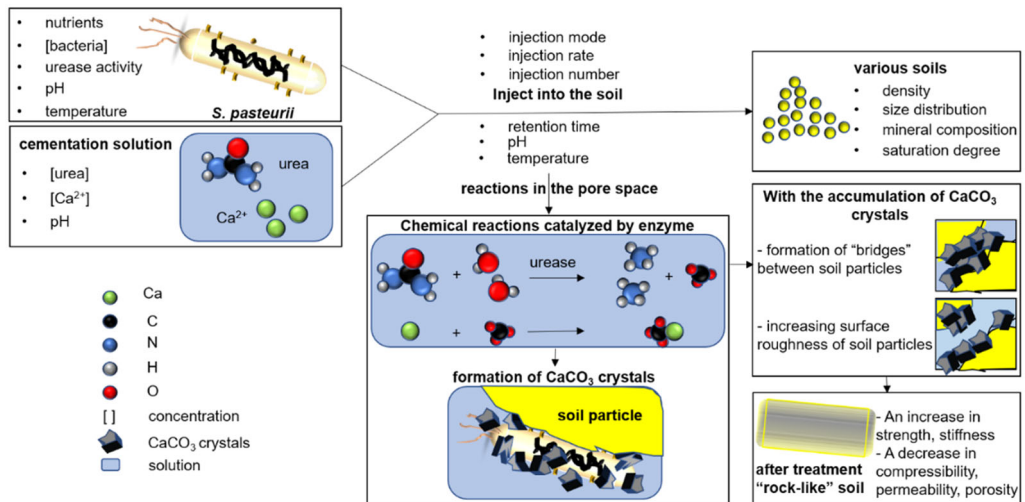 • nutrients
• [bacteria]
• urease activity
• pH
• temperature
S. pasteurii
cementation solution
• [urea]
• [Ca²⁺]
• pH
urea
Ca²⁺
• injection mode
• injection rate
• injection number
Inject into the soil
• retention time
• pH
• temperature
reactions in the pore space
various soils
• density
• size distribution
• mineral composition
• saturation degree
Chemical reactions catalyzed by enzyme
+ urease +
+
formation of CaCO₃ crystals
soil particle
With the accumulation of CaCO₃
crystals
- formation of “bridges”
between soil particles
- increasing surface
roughness of soil particles
after treatment
“rock-like” soil
- An increase in
strength, stiffness
- A decrease in
compressibility,
permeability, porosity
Ca
C
N
H
O
[ ] concentration
CaCO₃ crystals
solution